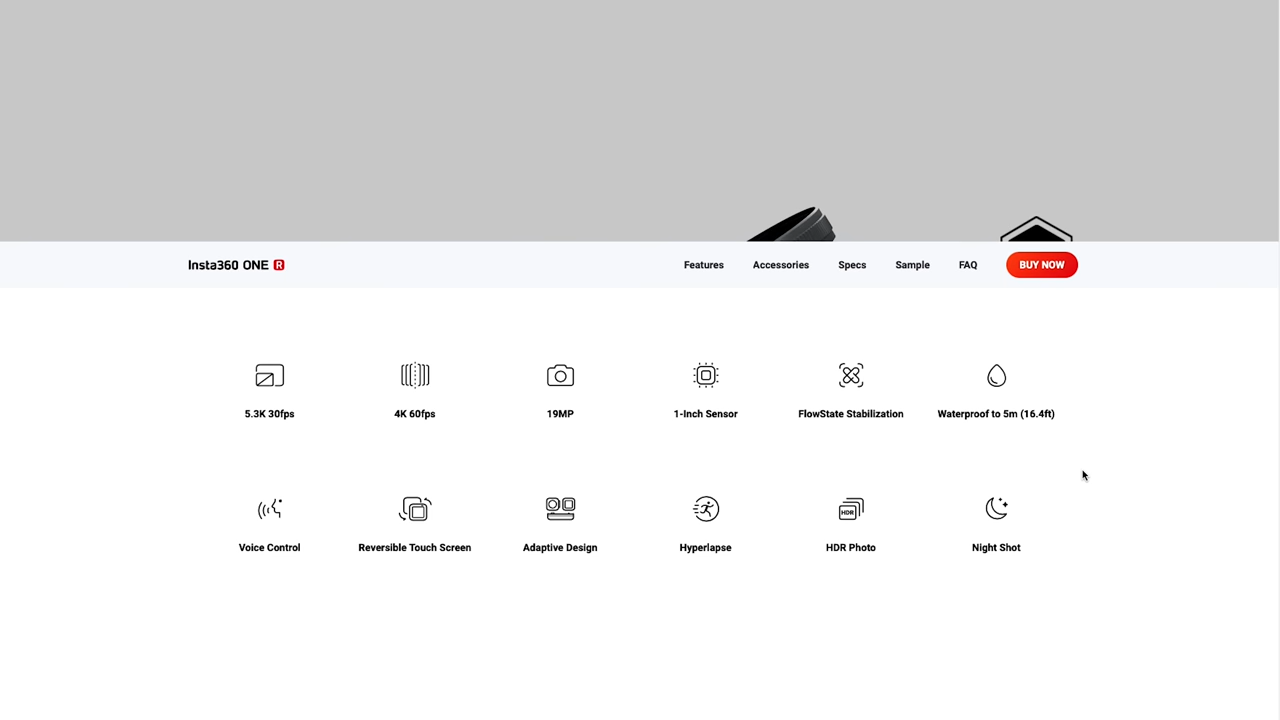 Insta360 ONE R
Features Accessories Specs Sample FAQ BUY NOW
5.3K 30fps 4K 60fps 19MP 1-Inch Sensor FlowState Stabilization Waterproof to 5m (16.4ft)
HDR
Voice Control Reversible Touch Screen Adaptive Design Hyperlapse HDR Photo Night Shot